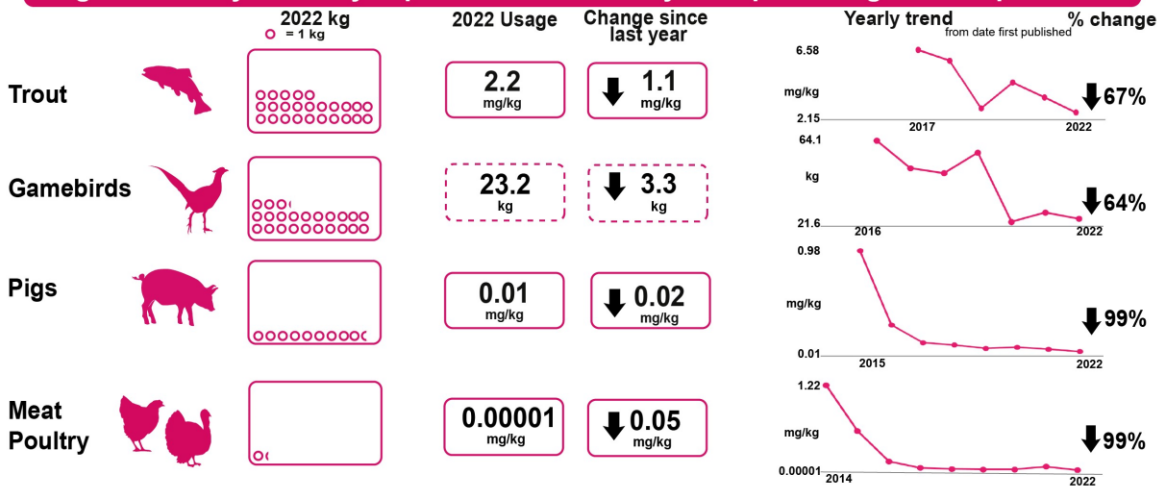 2022 kg
= 1 kg
2022 Usage
Change since
last year
Yearly trend
from date first published
% change
Trout
2.2
mg/kg
1.1
mg/kg
6.58
mg/kg
2.15
2017
2022
67%
Gamebirds
23.2
kg
3.3
kg
64.1
kg
21.6
2016
2022
64%
Pigs
0.01
mg/kg
0.02
mg/kg
0.98
mg/kg
0.01
2015
2022
99%
Meat
Poultry
0.00001
mg/kg
0.05
mg/kg
1.22
mg/kg
0.00001
2014
2022
99%